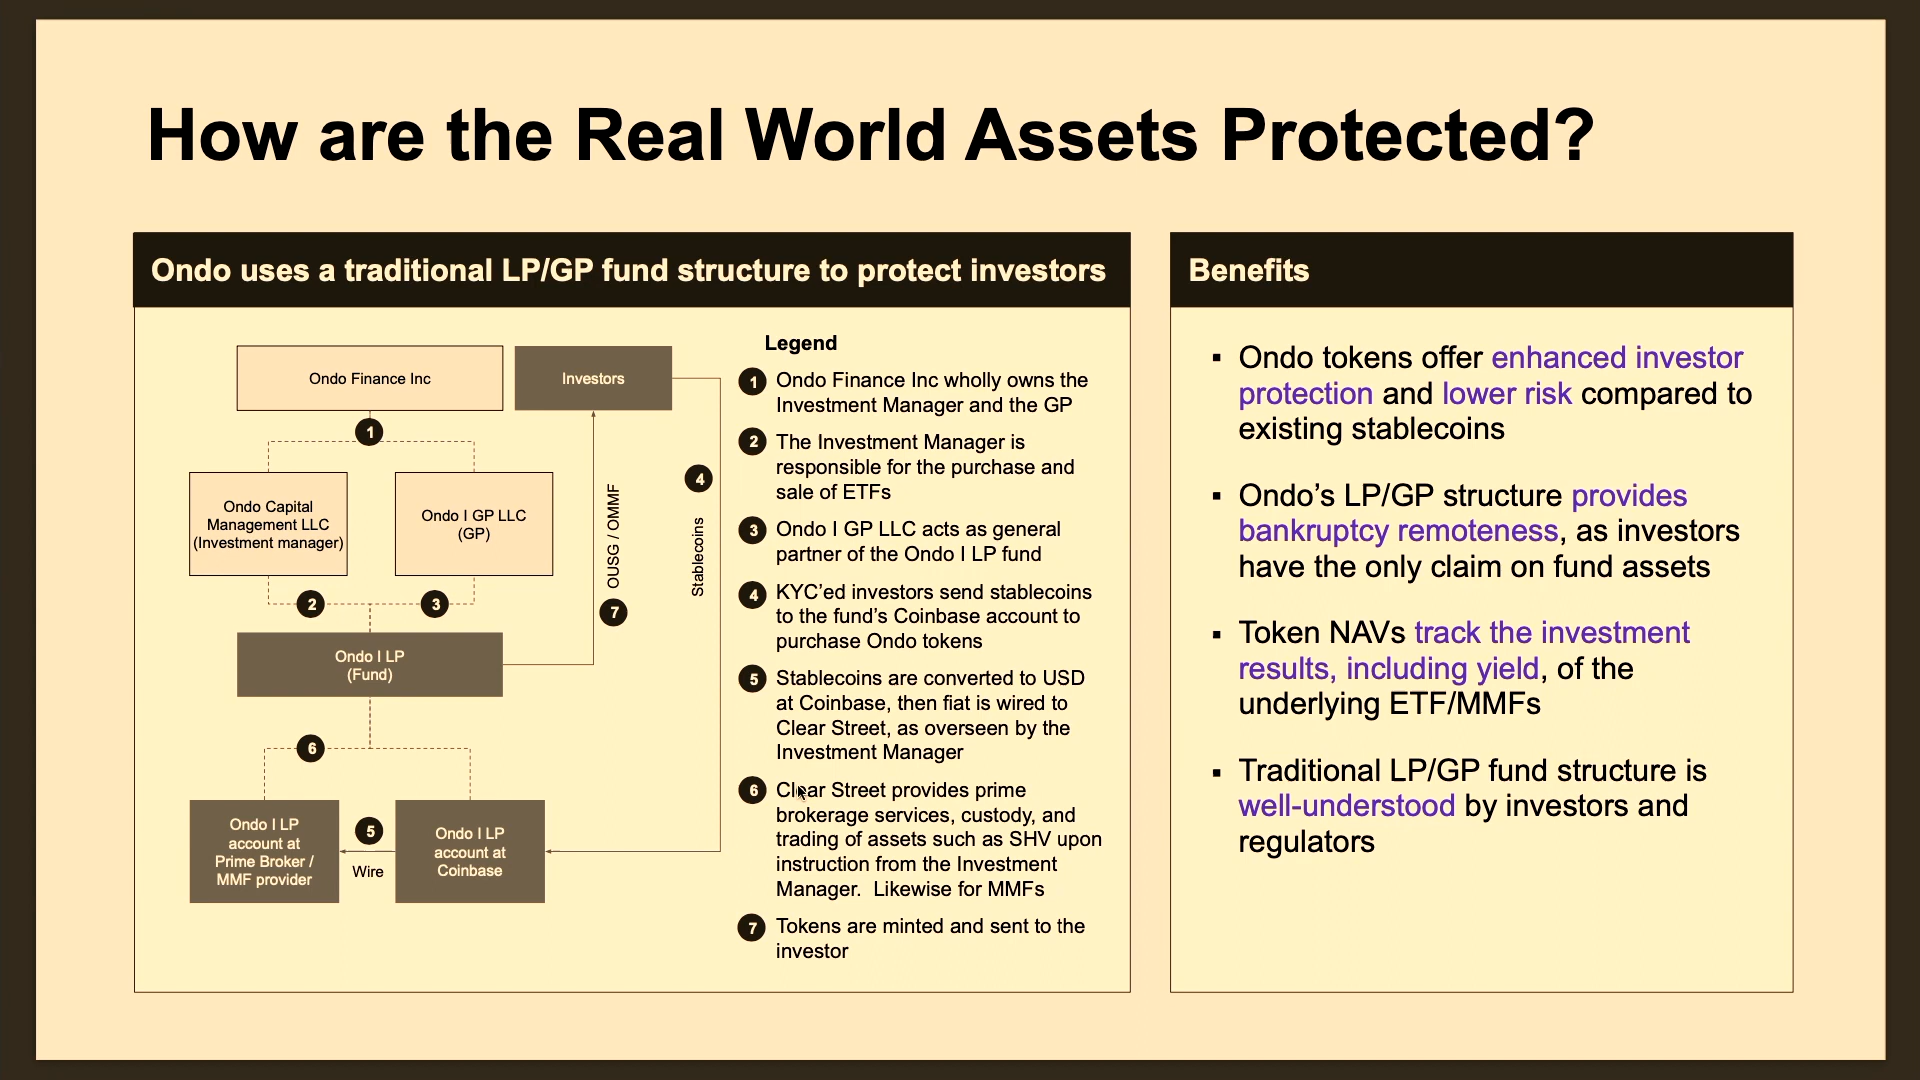 How are the Real World Assets Protected?
Ondo uses a traditional LP/GP fund structure to protect investors
Ondo Finance Inc
Investors
1
Ondo Capital
Management LLC
(Investment manager)
Ondo I GP LLC
(GP)
2
3
Ondo I LP
(Fund)
OUSG / OMMF
7
4
Stablecoins
6
Ondo I LP
account at
Prime Broker /
MMF provider
5
Wire
Ondo I LP
account at
Coinbase
Legend
1 Ondo Finance Inc wholly owns the
Investment Manager and the GP
2 The Investment Manager is
responsible for the purchase and
sale of ETFs
3 Ondo I GP LLC acts as general
partner of the Ondo I LP fund
4 KYC’ed investors send stablecoins
to the fund’s Coinbase account to
purchase Ondo tokens
5 Stablecoins are converted to USD
at Coinbase, then fiat is wired to
Clear Street, as overseen by the
Investment Manager
6 Clear Street provides prime
brokerage services, custody, and
trading of assets such as SHV upon
instruction from the Investment
Manager.  Likewise for MMFs
7 Tokens are minted and sent to the
investor
Benefits
▪ Ondo tokens offer enhanced investor
protection and lower risk compared to
existing stablecoins
▪ Ondo’s LP/GP structure provides
bankruptcy remoteness, as investors
have the only claim on fund assets
▪ Token NAVs track the investment
results, including yield, of the
underlying ETF/MMFs
▪ Traditional LP/GP fund structure is
well-understood by investors and
regulators